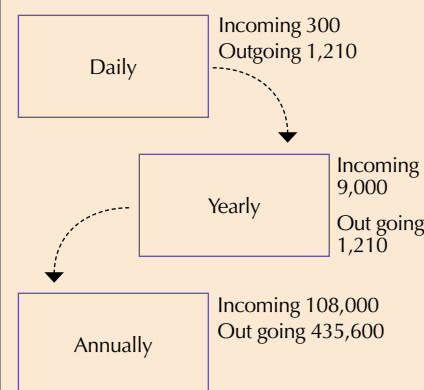 Daily
Incoming 300
Outgoing 1,210
Yearly
Incoming
9,000
Out going
1,210
Annually
Incoming 108,000
Out going 435,600